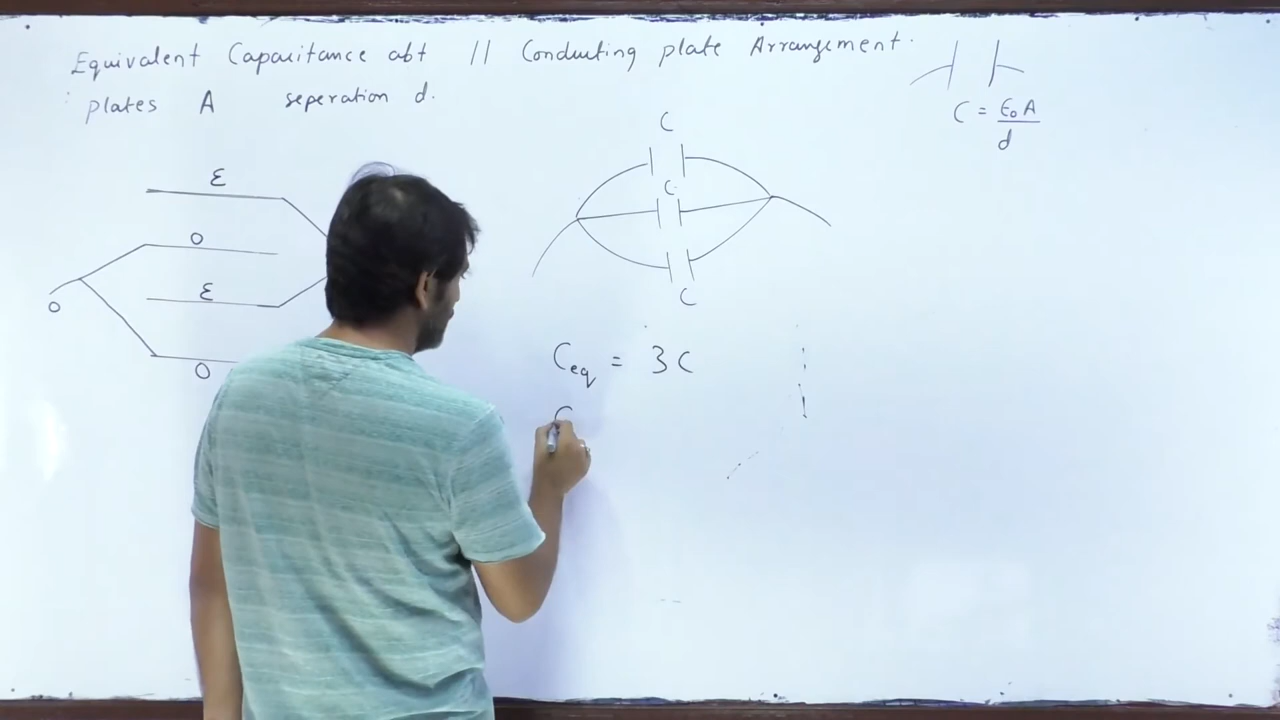 Equivalent Capacitance abt // Conducting plate Arrangement.
plates A seperation d.
C = ε₀A/d
C
C
C
ε
0
ε
0
0
Ceq = 3C
C